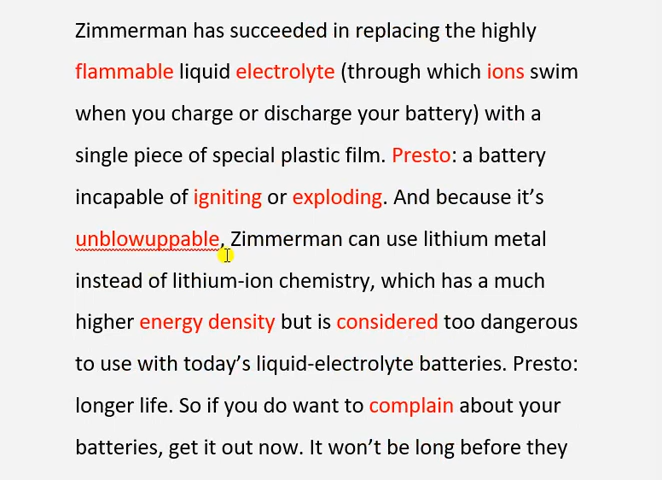 Zimmerman has succeeded in replacing the highly
flammable liquid electrolyte (through which ions swim
when you charge or discharge your battery) with a
single piece of special plastic film. Presto: a battery
incapable of igniting or exploding. And because it’s
unblowuppable, Zimmerman can use lithium metal
instead of lithium-ion chemistry, which has a much
higher energy density but is considered too dangerous
to use with today’s liquid-electrolyte batteries. Presto:
longer life. So if you do want to complain about your
batteries, get it out now. It won’t be long before they